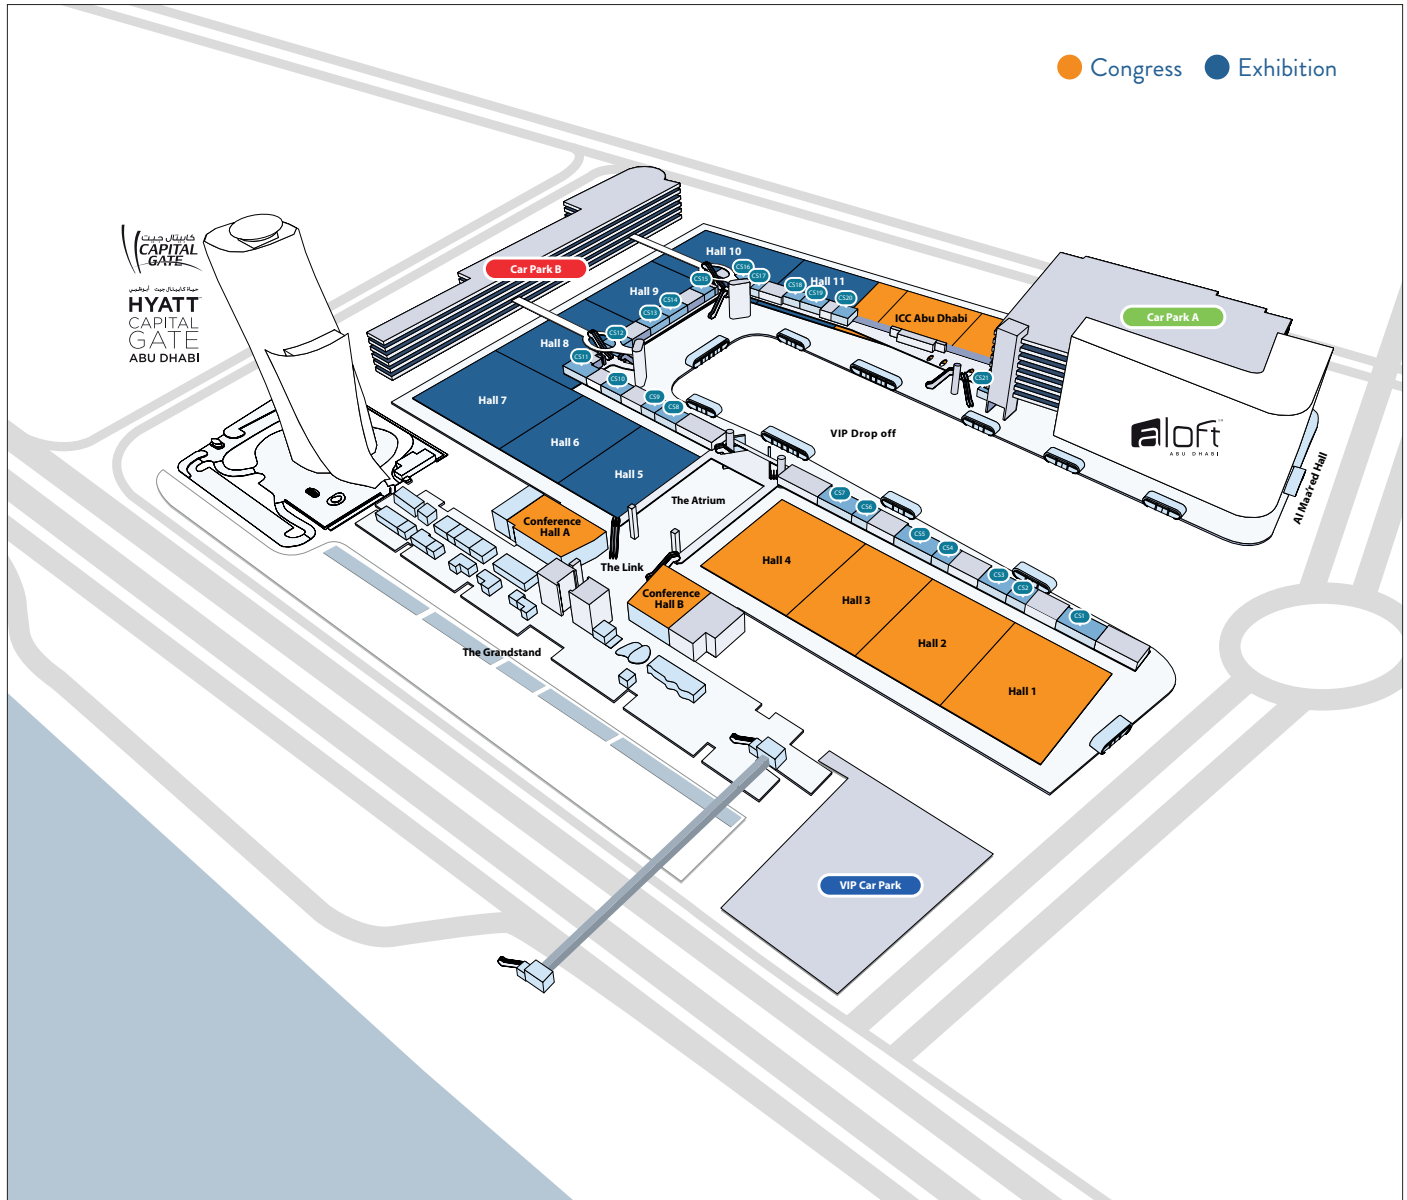 Congress
Exhibition
كابيتال جيت
CAPITAL
GATE
حياة كابيتال جيت أبوظبي
HYATT
CAPITAL
GATE
ABU DHABI
Car Park B
Hall 10
Hall 11
Hall 9
Hall 8
Hall 7
Hall 6
Hall 5
CS16
CS17
CS15
CS18
CS19
CS20
CS14
CS13
CS12
CS11
CS10
CS9
CS8
ICC Abu Dhabi
CS21
Car Park A
aloft
ABU DHABI
Al Maa'red Hall
VIP Drop off
The Atrium
Conference
Hall A
The Link
Conference
Hall B
CS7
CS6
CS5
CS4
CS3
CS2
CS1
Hall 4
Hall 3
Hall 2
Hall 1
The Grandstand
VIP Car Park